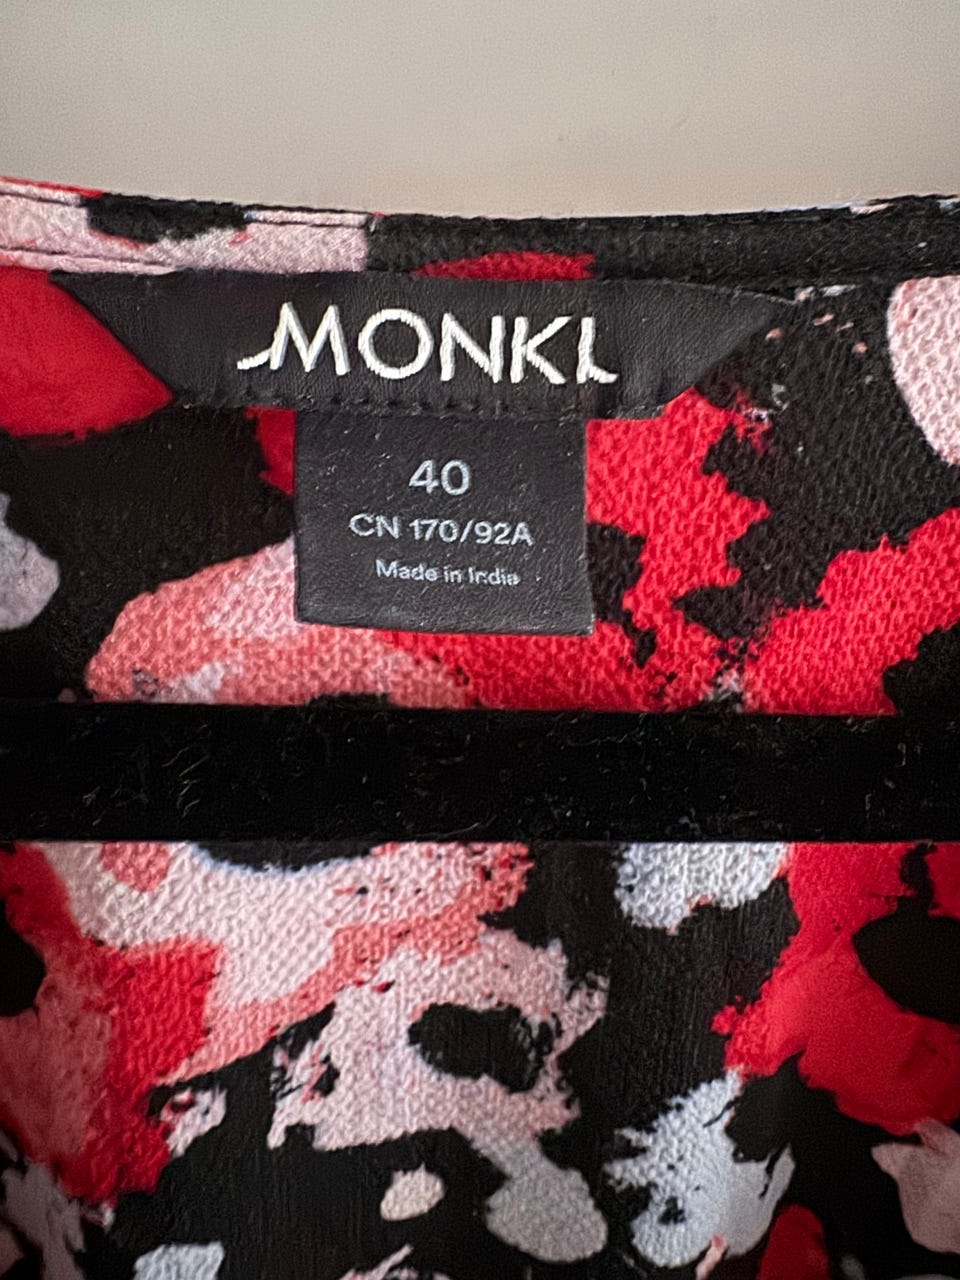 MONKI
40
CN 170/92A
Made in India